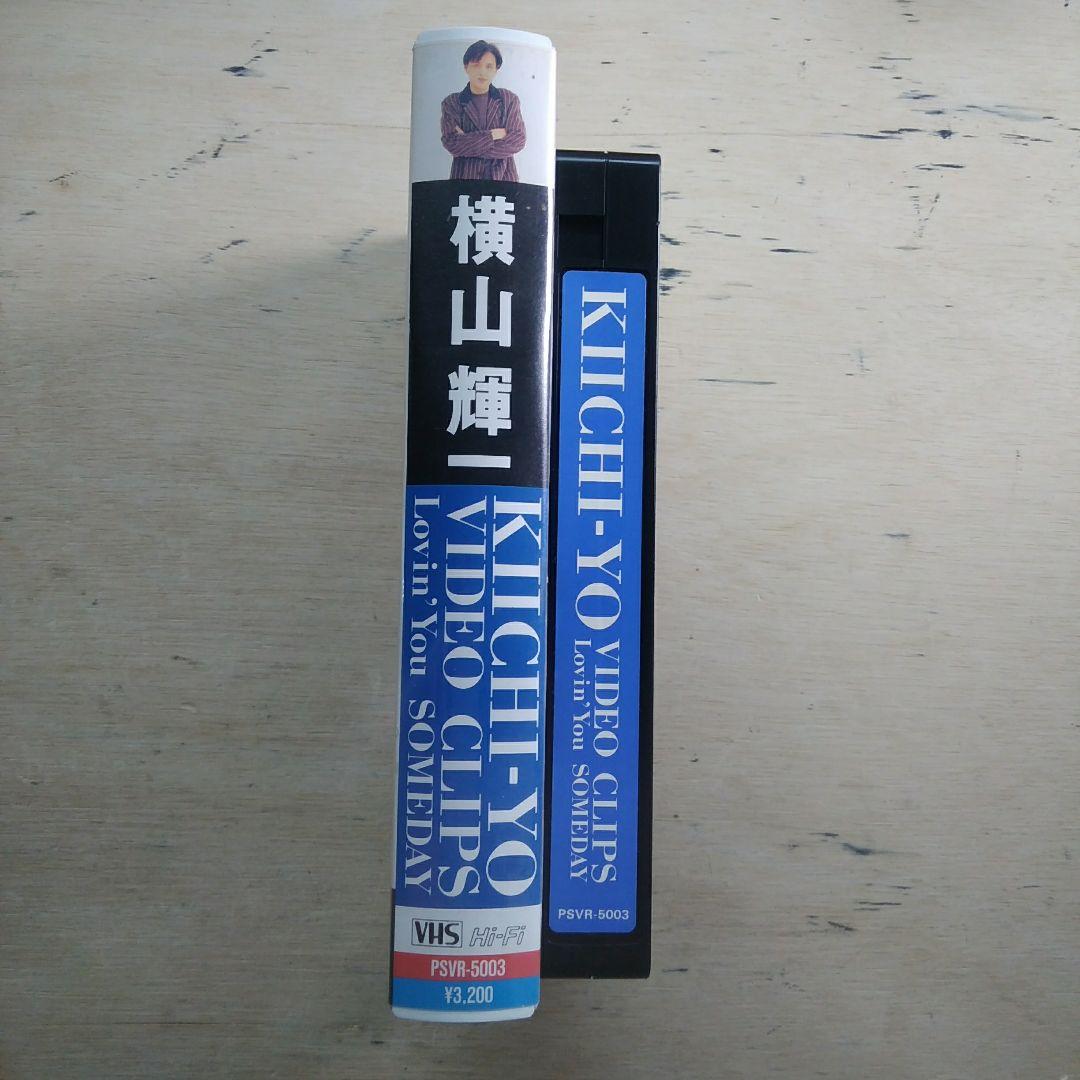 横山輝一
KIICHI-YO
VIDEO CLIPS
Lovin' You SOMEDAY
VHS Hi-Fi
PSVR-5003
¥3,200
KIICHI-YO VIDEO CLIPS
Lovin' You SOMEDAY
PSVR-5003